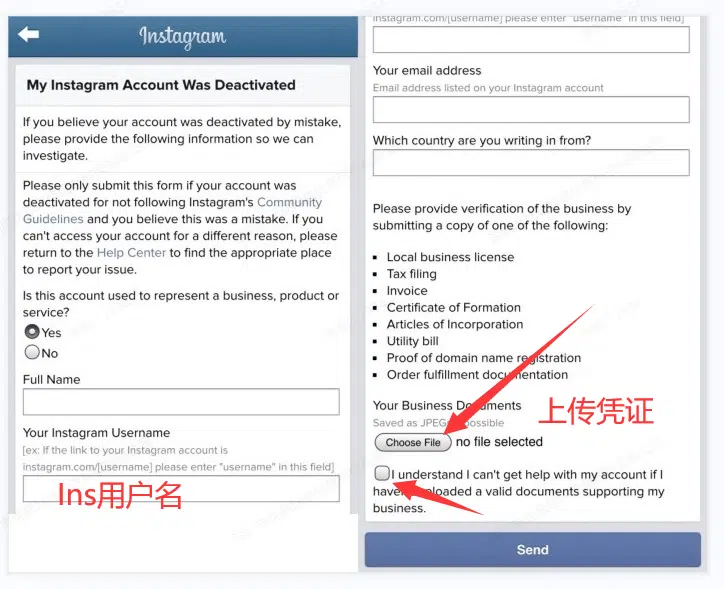 Instagram
My Instagram Account Was Deactivated
If you believe your account was deactivated by mistake,
please provide the following information so we can
investigate.
Please only submit this form if your account was
deactivated for not following Instagram's Community
Guidelines and you believe this was a mistake. If you
can't access your account for a different reason, please
return to the Help Center to find the appropriate place
to report your issue.
Is this account used to represent a business, product or
service?
Yes
No
Full Name
Your Instagram Username
[ex: If the link to your Instagram account is
instagram.com/[username] please enter "username" in this field]
Ins用户名
instagram.com/[username] please enter "username" in this field]
Your email address
Email address listed on your Instagram account
Which country are you writing in from?
Please provide verification of the business by
submitting a copy of one of the following:
Local business license
Tax filing
Invoice
Certificate of Formation
Articles of Incorporation
Utility bill
Proof of domain name registration
Order fulfillment documentation
Your Business Documents
Saved as JPEG possible
上传凭证
Choose File no file selected
I understand I can't get help with my account if I
haven uploaded a valid documents supporting my
business.
Send